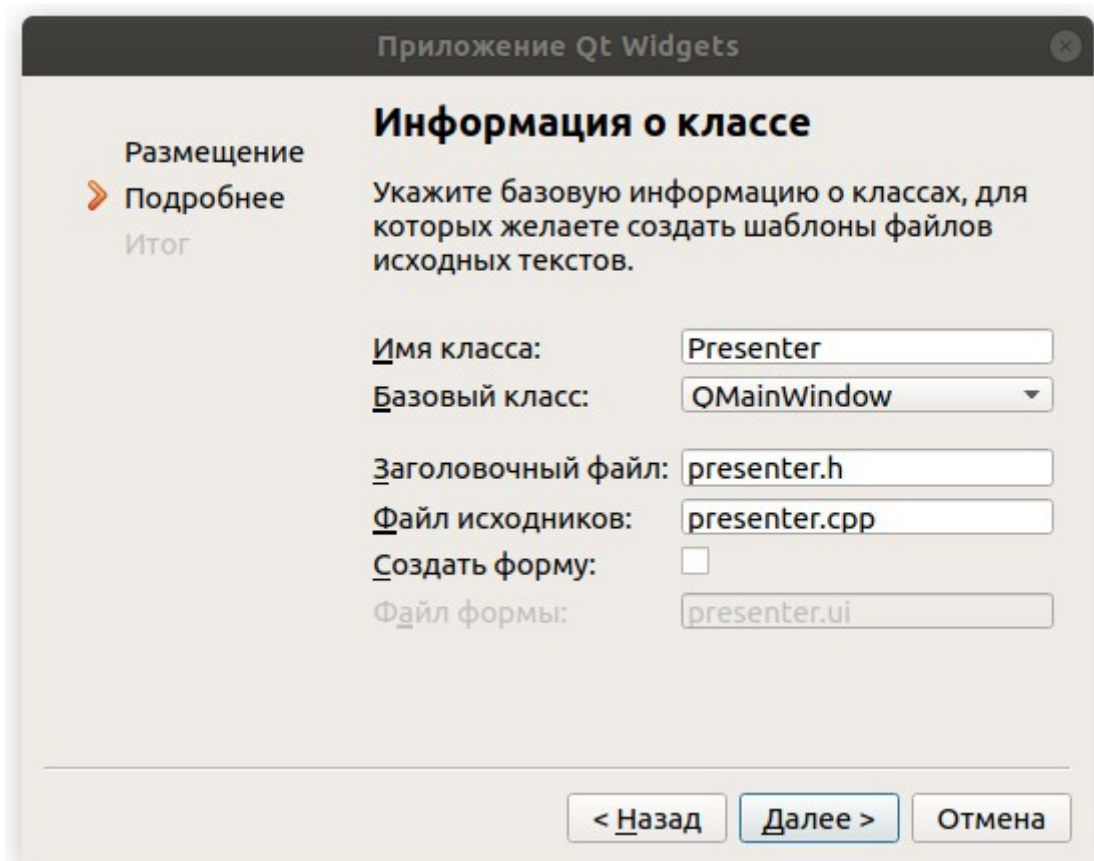 Приложение Qt Widgets
Размещение
Подробнее
Итог
Информация о классе
Укажите базовую информацию о классах, для
которых желаете создать шаблоны файлов
исходных текстов.
Имя класса: Presenter
Базовый класс: QMainWindow
Заголовочный файл: presenter.h
Файл исходников: presenter.cpp
Создать форму:
Файл формы: presenter.ui
< Назад Далее > Отмена